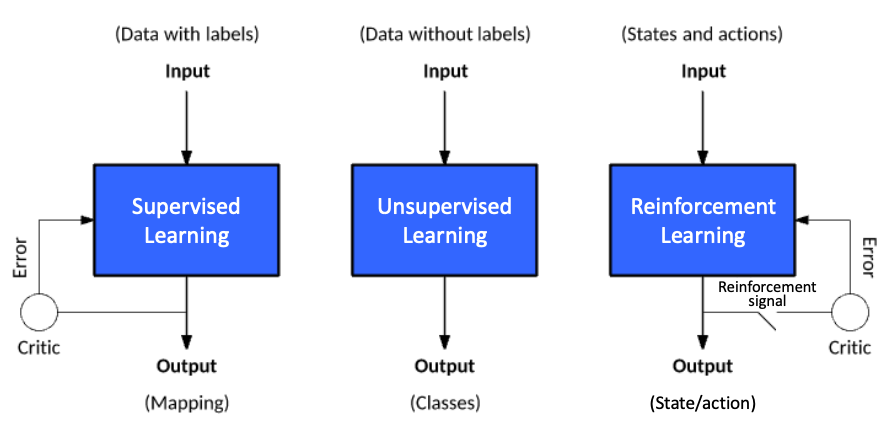 (Data with labels)
(Data without labels)
(States and actions)
Input
Input
Input
Supervised
Learning
Unsupervised
Learning
Reinforcement
Learning
Error
Error
Reinforcement
signal
Critic
Critic
Output
Output
Output
(Mapping)
(Classes)
(State/action)